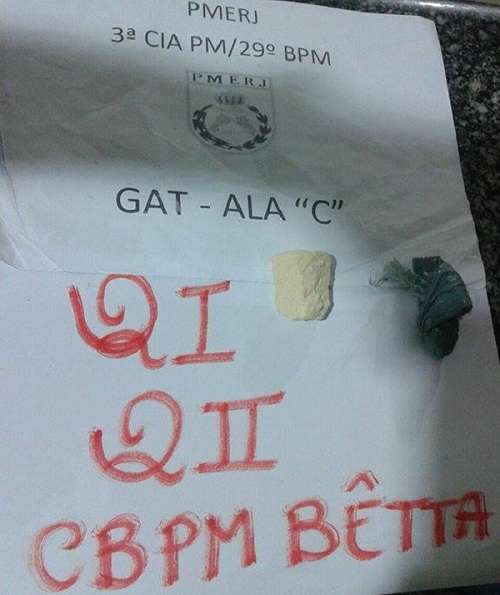 PMERJ
3ª CIA PM/29º BPM
PMERJ
GAT - ALA “C”
QI
QII
CBPM BÊTTA